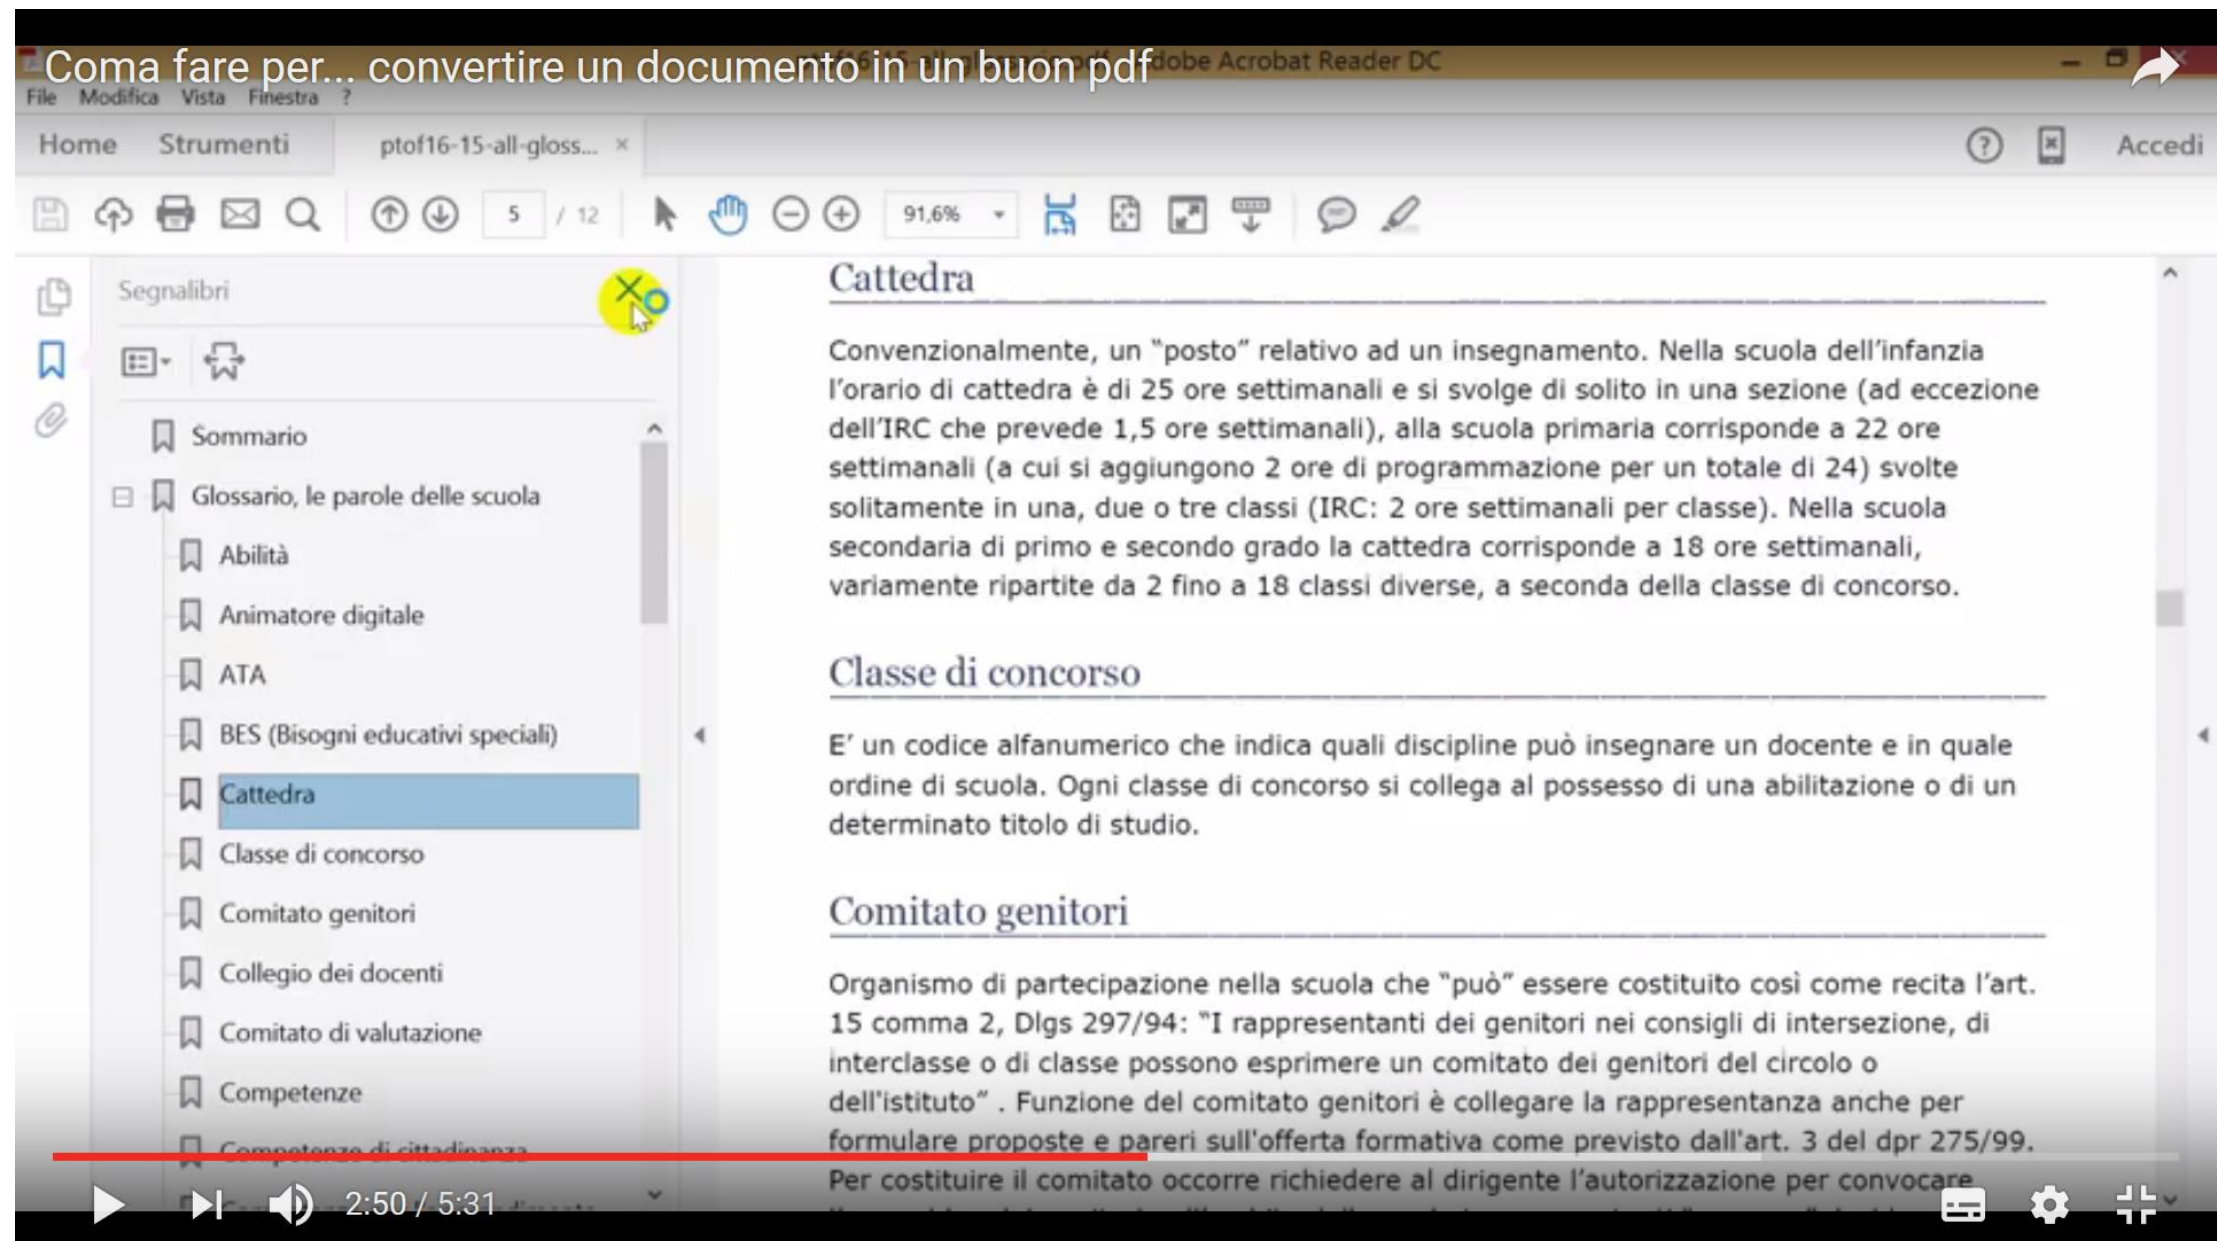 Coma fare per... convertire un documento in un buon pdf
Adobe Acrobat Reader DC
File Modifica Vista Finestra ?
Home Strumenti ptof16-15-all-gloss... × Accedi
5 / 12 91,6%
Segnalibri
Sommario
Glossario, le parole delle scuola
Abilità
Animatore digitale
ATA
BES (Bisogni educativi speciali)
Cattedra
Classe di concorso
Comitato genitori
Collegio dei docenti
Comitato di valutazione
Competenze
Competenze di cittadinanza
Cattedra
Convenzionalmente, un “posto” relativo ad un insegnamento. Nella scuola dell’infanzia
l’orario di cattedra è di 25 ore settimanali e si svolge di solito in una sezione (ad eccezione
dell’IRC che prevede 1,5 ore settimanali), alla scuola primaria corrisponde a 22 ore
settimanali (a cui si aggiungono 2 ore di programmazione per un totale di 24) svolte
solitamente in una, due o tre classi (IRC: 2 ore settimanali per classe). Nella scuola
secondaria di primo e secondo grado la cattedra corrisponde a 18 ore settimanali,
variamente ripartite da 2 fino a 18 classi diverse, a seconda della classe di concorso.
Classe di concorso
E’ un codice alfanumerico che indica quali discipline può insegnare un docente e in quale
ordine di scuola. Ogni classe di concorso si collega al possesso di una abilitazione o di un
determinato titolo di studio.
Comitato genitori
Organismo di partecipazione nella scuola che “può” essere costituito così come recita l’art.
15 comma 2, Dlgs 297/94: “I rappresentanti dei genitori nei consigli di intersezione, di
interclasse o di classe possono esprimere un comitato dei genitori del circolo o
dell'istituto” . Funzione del comitato genitori è collegare la rappresentanza anche per
formulare proposte e pareri sull'offerta formativa come previsto dall'art. 3 del dpr 275/99.
Per costituire il comitato occorre richiedere al dirigente l’autorizzazione per convocare
2:50 / 5:31